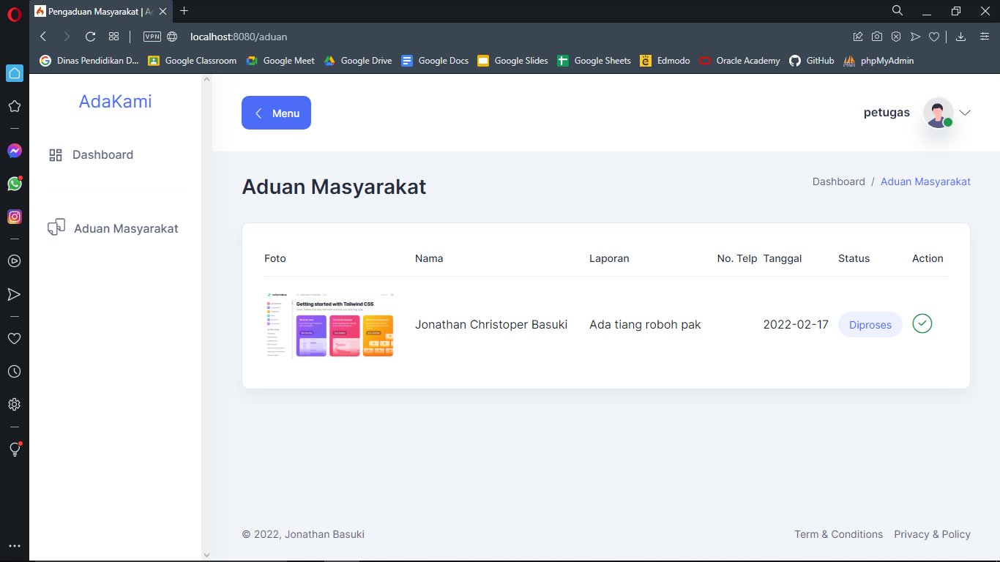 Pengaduan Masyarakat | Ac
VPN localhost:8080/aduan
Dinas Pendidikan D... Google Classroom Google Meet Google Drive Google Docs Google Slides Google Sheets Edmodo Oracle Academy GitHub phpMyAdmin
AdaKami
Dashboard
Aduan Masyarakat
Menu
petugas
Aduan Masyarakat
Dashboard / Aduan Masyarakat
Foto Nama Laporan No. Telp Tanggal Status Action
Getting started with Tailwind CSS
Jonathan Christoper Basuki Ada tiang roboh pak 2022-02-17 Diproses
© 2022, Jonathan Basuki
Term & Conditions Privacy & Policy